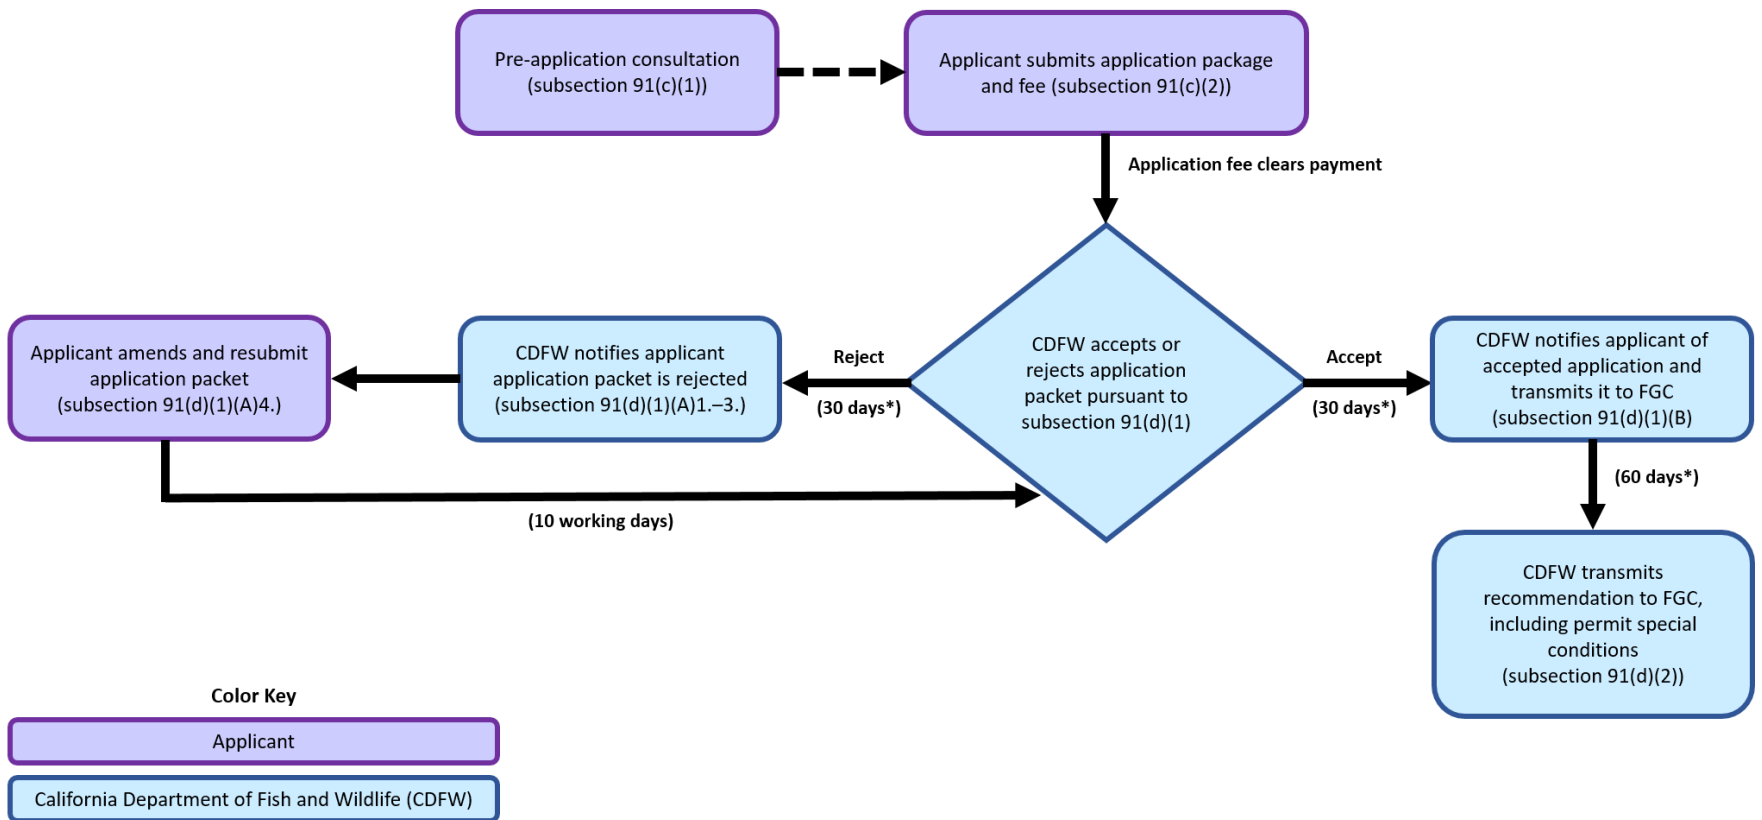 Pre-application consultation
(subsection 91(c)(1))
Applicant submits application package
and fee (subsection 91(c)(2))
Application fee clears payment
Applicant amends and resubmit
application packet
(subsection 91(d)(1)(A)4.)
CDFW notifies applicant
application packet is rejected
(subsection 91(d)(1)(A)1.–3.)
Reject
(30 days*)
CDFW accepts or
rejects application
packet pursuant to
subsection 91(d)(1)
Accept
(30 days*)
CDFW notifies applicant of
accepted application and
transmits it to FGC
(subsection 91(d)(1)(B)
(60 days*)
(10 working days)
CDFW transmits
recommendation to FGC,
including permit special
conditions
(subsection 91(d)(2))
Color Key
Applicant
California Department of Fish and Wildlife (CDFW)